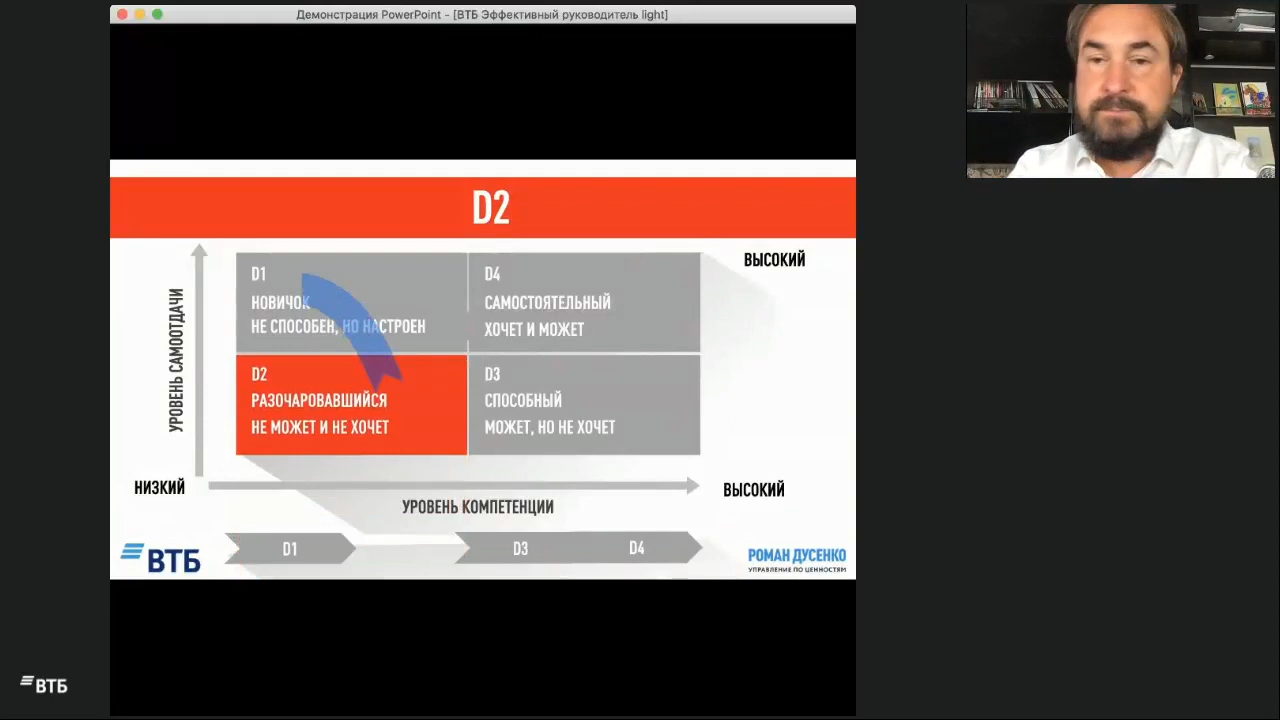 Демонстрация PowerPoint - [ВТБ Эффективный руководитель light]
D2
ВЫСОКИЙ
УРОВЕНЬ САМООТДАЧИ
D1
НОВИЧОК
НЕ СПОСОБЕН, НО НАСТРОЕН
D4
САМОСТОЯТЕЛЬНЫЙ
ХОЧЕТ И МОЖЕТ
D2
РАЗОЧАРОВАВШИЙСЯ
НЕ МОЖЕТ И НЕ ХОЧЕТ
D3
СПОСОБНЫЙ
МОЖЕТ, НО НЕ ХОЧЕТ
НИЗКИЙ
ВЫСОКИЙ
УРОВЕНЬ КОМПЕТЕНЦИИ
ВТБ
D1
D3
D4
РОМАН ДУСЕНКО
УПРАВЛЕНИЕ ПО ЦЕННОСТЯМ
ВТБ